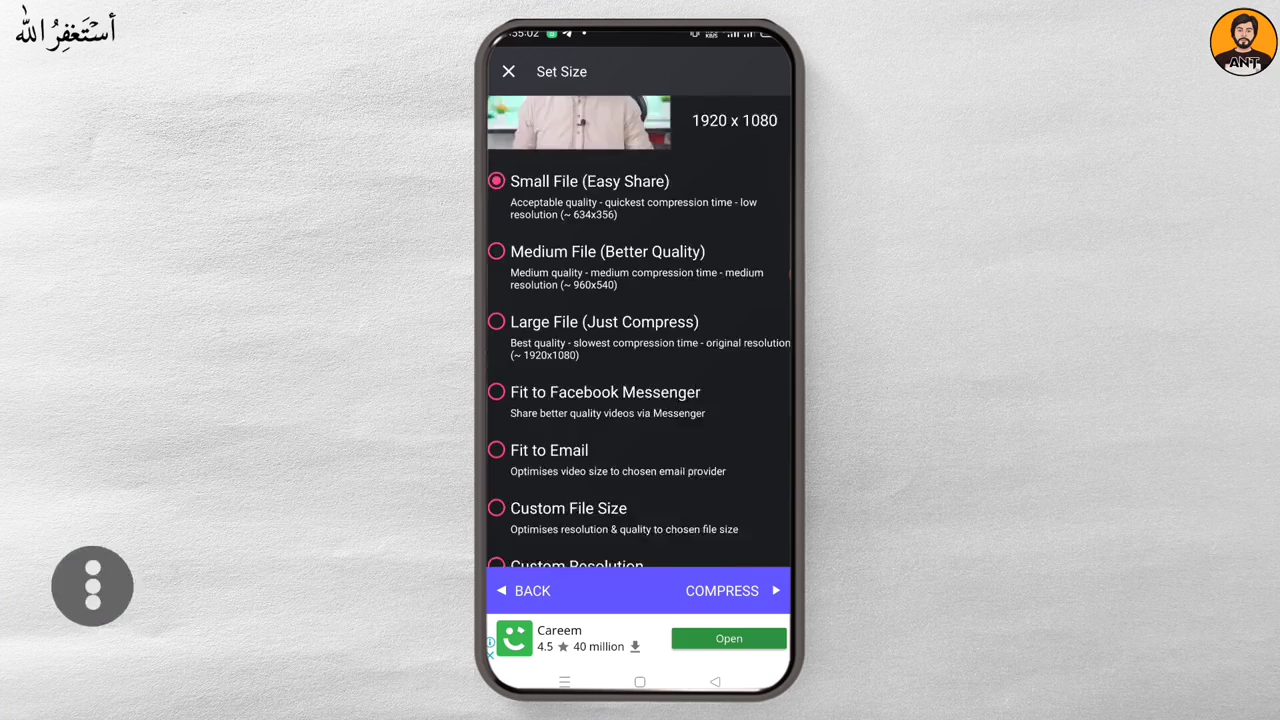 أَسْتَغْفِرُ اللّٰه
ANT
Set Size
1920 x 1080
Small File (Easy Share)
Acceptable quality - quickest compression time - low
resolution (~ 634x356)
Medium File (Better Quality)
Medium quality - medium compression time - medium
resolution (~ 960x540)
Large File (Just Compress)
Best quality - slowest compression time - original resolution
(~ 1920x1080)
Fit to Facebook Messenger
Share better quality videos via Messenger
Fit to Email
Optimises video size to chosen email provider
Custom File Size
Optimises resolution & quality to chosen file size
Custom Resolution
BACK
COMPRESS
Careem
4.5 ★ 40 million
Open